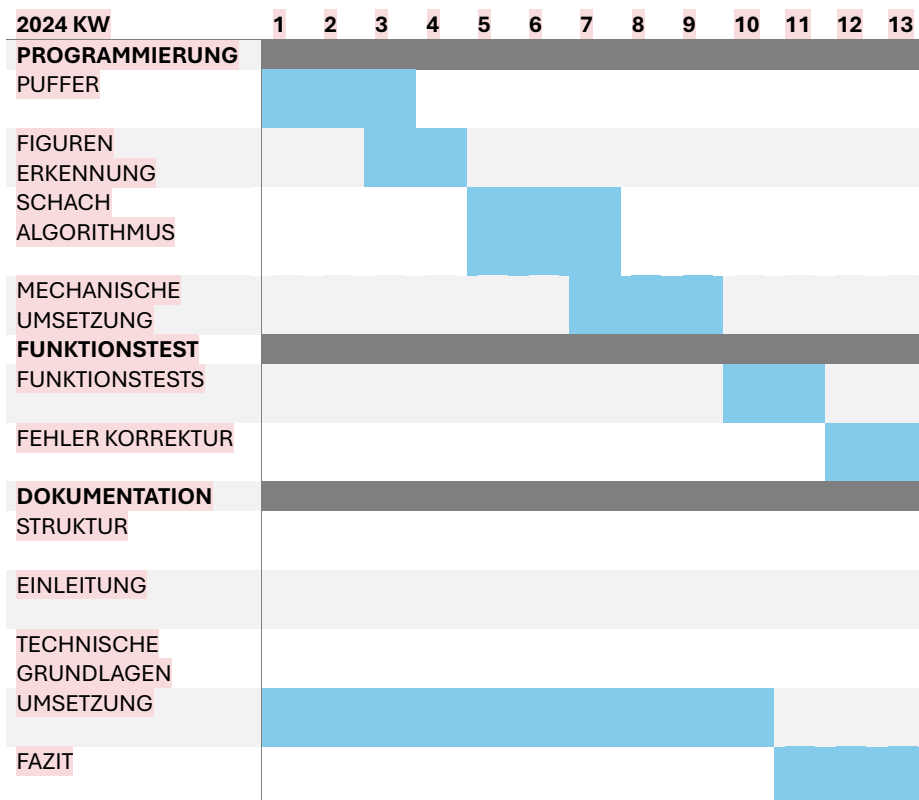 2024 KW 1 2 3 4 5 6 7 8 9 10 11 12 13
PROGRAMMIERUNG
PUFFER
FIGUREN
ERKENNUNG
SCHACH
ALGORITHMUS
MECHANISCHE
UMSETZUNG
FUNKTIONSTEST
FUNKTIONSTESTS
FEHLER KORREKTUR
DOKUMENTATION
STRUKTUR
EINLEITUNG
TECHNISCHE
GRUNDLAGEN
UMSETZUNG
FAZIT